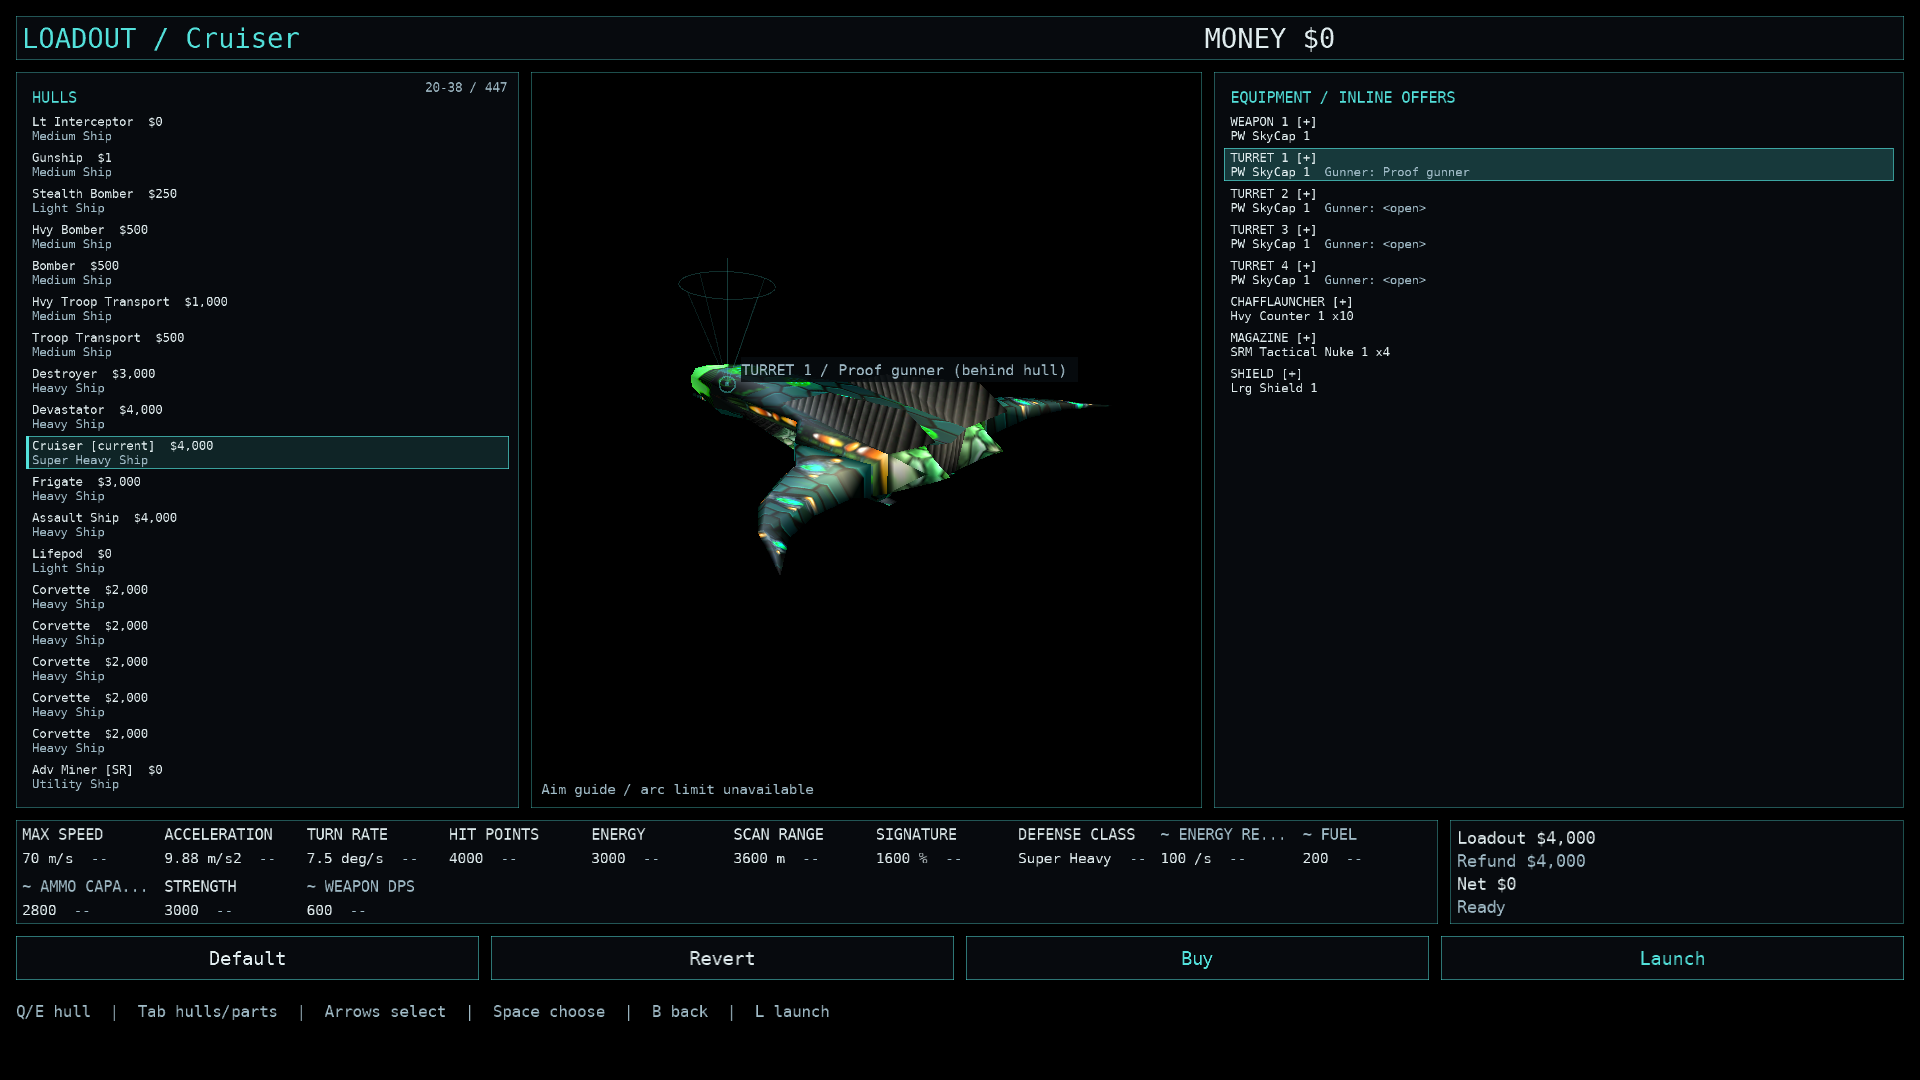 LOADOUT / Cruiser
MONEY $0
HULLS
20-38 / 447
Lt Interceptor  $0
Medium Ship
Gunship  $1
Medium Ship
Stealth Bomber  $250
Light Ship
Hvy Bomber  $500
Medium Ship
Bomber  $500
Medium Ship
Hvy Troop Transport  $1,000
Medium Ship
Troop Transport  $500
Medium Ship
Destroyer  $3,000
Heavy Ship
Devastator  $4,000
Heavy Ship
Cruiser [current]  $4,000
Super Heavy Ship
Frigate  $3,000
Heavy Ship
Assault Ship  $4,000
Heavy Ship
Lifepod  $0
Light Ship
Corvette  $2,000
Heavy Ship
Corvette  $2,000
Heavy Ship
Corvette  $2,000
Heavy Ship
Corvette  $2,000
Heavy Ship
Corvette  $2,000
Heavy Ship
Adv Miner [SR]  $0
Utility Ship
TURRET 1 / Proof gunner (behind hull)
Aim guide / arc limit unavailable
EQUIPMENT / INLINE OFFERS
WEAPON 1 [+]
PW SkyCap 1
TURRET 1 [+]
PW SkyCap 1  Gunner: Proof gunner
TURRET 2 [+]
PW SkyCap 1  Gunner: <open>
TURRET 3 [+]
PW SkyCap 1  Gunner: <open>
TURRET 4 [+]
PW SkyCap 1  Gunner: <open>
CHAFFLAUNCHER [+]
Hvy Counter 1 x10
MAGAZINE [+]
SRM Tactical Nuke 1 x4
SHIELD [+]
Lrg Shield 1
MAX SPEED  ACCELERATION  TURN RATE  HIT POINTS  ENERGY  SCAN RANGE  SIGNATURE  DEFENSE CLASS  ~ ENERGY RE...  ~ FUEL
70 m/s  --  9.88 m/s2  --  7.5 deg/s  --  4000  --  3000  --  3600 m  --  1600 %  --  Super Heavy  --  100 /s  --  200  --
~ AMMO CAPA...  STRENGTH  ~ WEAPON DPS
2800  --  3000  --  600  --
Loadout $4,000
Refund $4,000
Net $0
Ready
Default
Revert
Buy
Launch
Q/E hull  |  Tab hulls/parts  |  Arrows select  |  Space choose  |  B back  |  L launch